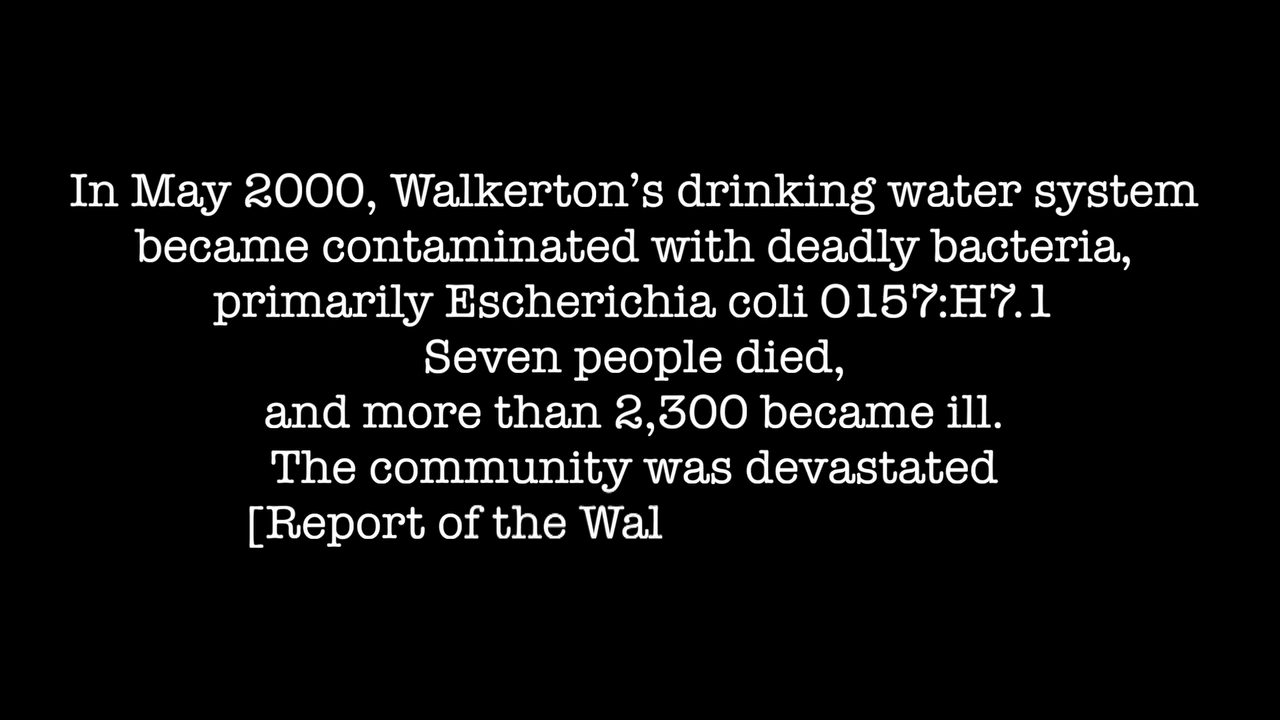 In May 2000, Walkerton’s drinking water system
became contaminated with deadly bacteria,
primarily Escherichia coli O157:H7.1
Seven people died,
and more than 2,300 became ill.
The community was devastated
[Report of the Wal